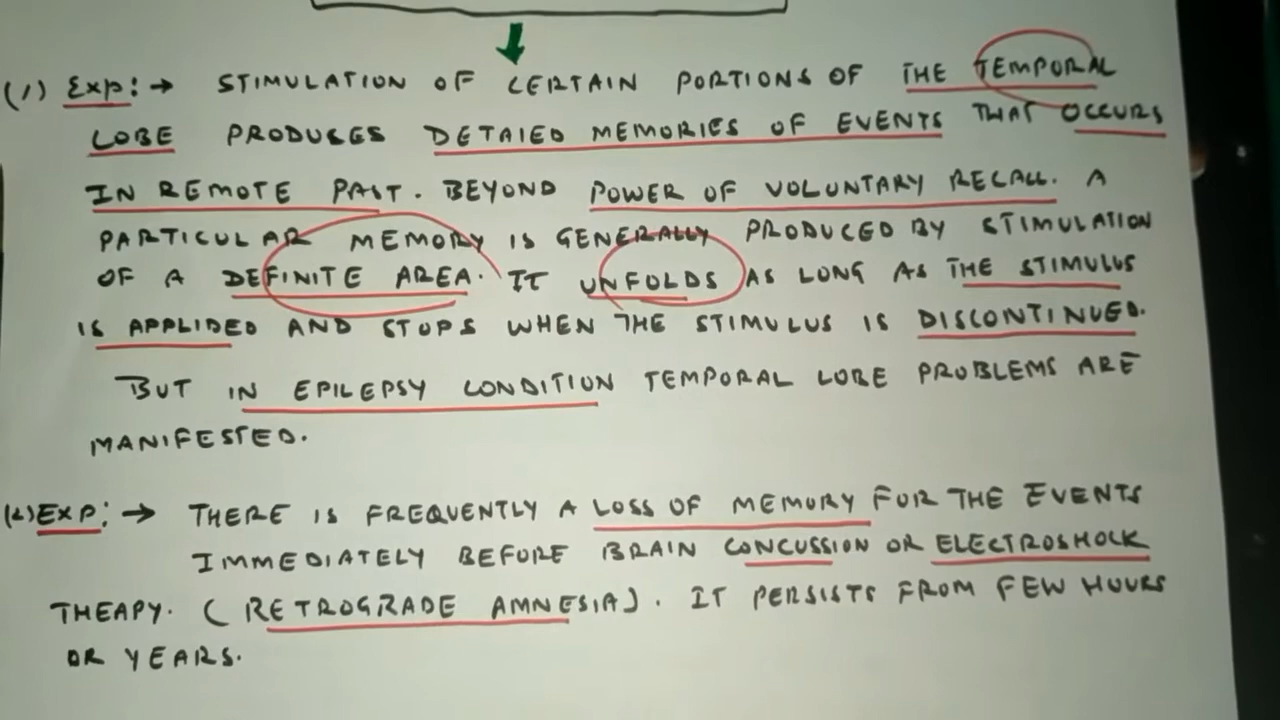 (1) Exp:→ STIMULATION OF CERTAIN PORTIONS OF THE TEMPORAL
LOBE PRODUCES DETAIED MEMORIES OF EVENTS THAT OCCURS
IN REMOTE PAST. BEYOND POWER OF VOLUNTARY RECALL. A
PARTICULAR MEMORY IS GENERALLY PRODUCED BY STIMULATION
OF A DEFINITE AREA. IT UNFOLDS AS LONG AS THE STIMULUS
IS APPLIDED AND STOPS WHEN THE STIMULUS IS DISCONTINUED.
BUT IN EPILEPSY CONDITION TEMPORAL LOBE PROBLEMS ARE
MANIFESTED.
(2) EXP:→ THERE IS FREQUENTLY A LOSS OF MEMORY FOR THE EVENTS
IMMEDIATELY BEFORE BRAIN CONCUSSION OR ELECTROSHOCK
THEAPY. (RETROGRADE AMNESIA). IT PERSISTS FROM FEW HOURS
OR YEARS.